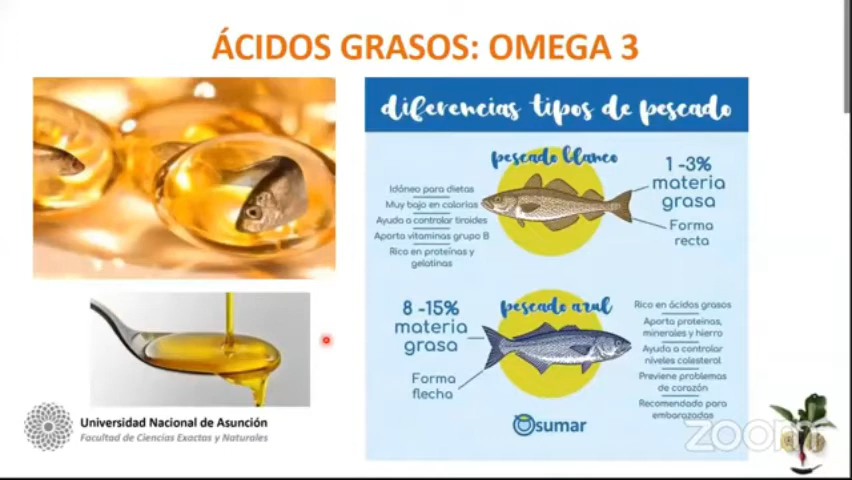 ÁCIDOS GRASOS: OMEGA 3
diferencias tipos de pescado
pescado blanco
Idóneo para dietas
Muy bajo en calorías
Ayuda a controlar tiroides
Aporta vitaminas grupo B
Rico en proteínas y
gelatinas
1 -3%
materia
grasa
Forma
recta
8 -15%
materia
grasa
Forma
flecha
pescado azul
Rico en ácidos grasos
Aporta proteínas,
minerales y hierro
Ayuda a controlar
niveles colesterol
Previene problemas
de corazón
Recomendado para
embarazadas
Osumar
Universidad Nacional de Asunción
Facultad de Ciencias Exactas y Naturales
zoom